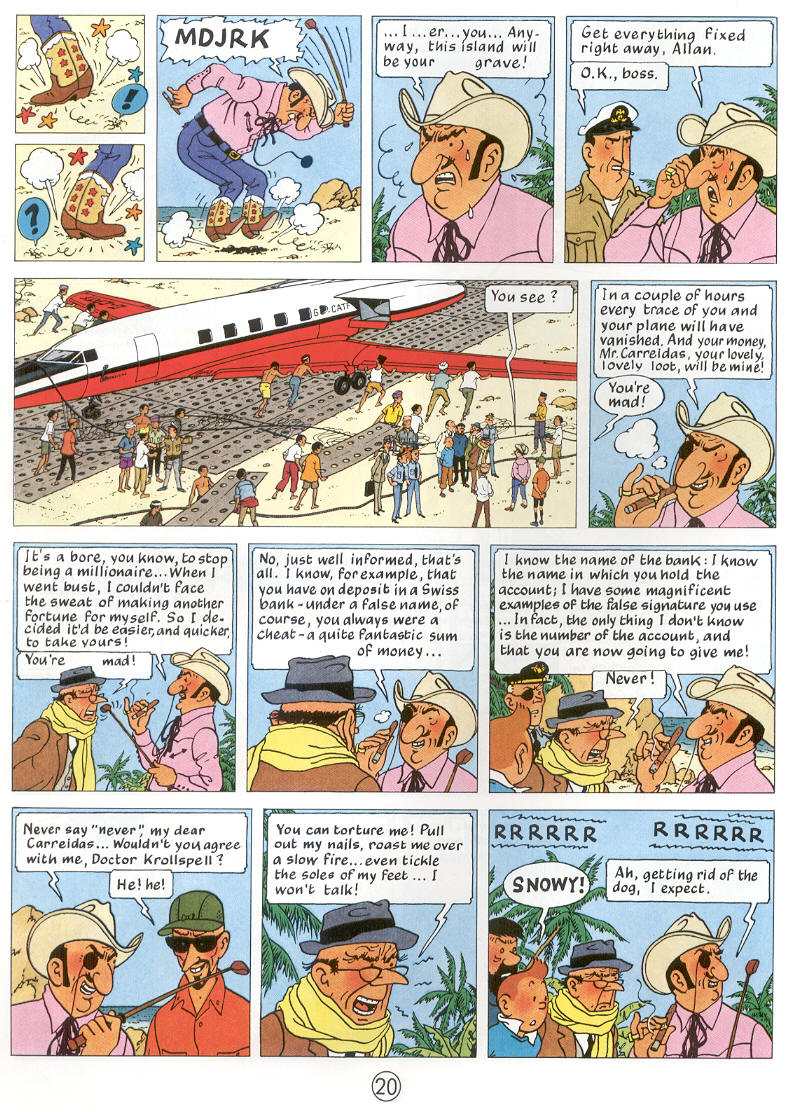 !
?
MDJRK
...I...er...you... Any-
way, this island will
be your grave!
Get everything fixed
right away, Allan.
O.K., boss.
G CATF
You see?
In a couple of hours
every trace of you and
your plane will have
vanished. And your money,
Mr. Carreidas, your lovely,
lovely loot, will be mine!
You're
mad!
It's a bore, you know, to stop
being a millionaire... When I
went bust, I couldn't face
the sweat of making another
fortune for myself. So I de-
cided it'd be easier, and quicker,
to take yours!
You're mad!
No, just well informed, that's
all. I know, for example, that
you have on deposit in a Swiss
bank - under a false name, of
course, you always were a
cheat - a quite fantastic sum
of money...
I know the name of the bank: I know
the name in which you hold the
account; I have some magnificent
examples of the false signature you use
... In fact, the only thing I don't know
is the number of the account, and
that you are now going to give me!
Never!
Never say "never", my dear
Carreidas... Wouldn't you agree
with me, Doctor Krollspell?
He! he!
You can torture me! Pull
out my nails, roast me over
a slow fire... even tickle
the soles of my feet... I
won't talk!
RRRRRR RRRRRR
SNOWY!
Ah, getting rid of the
dog, I expect.
20